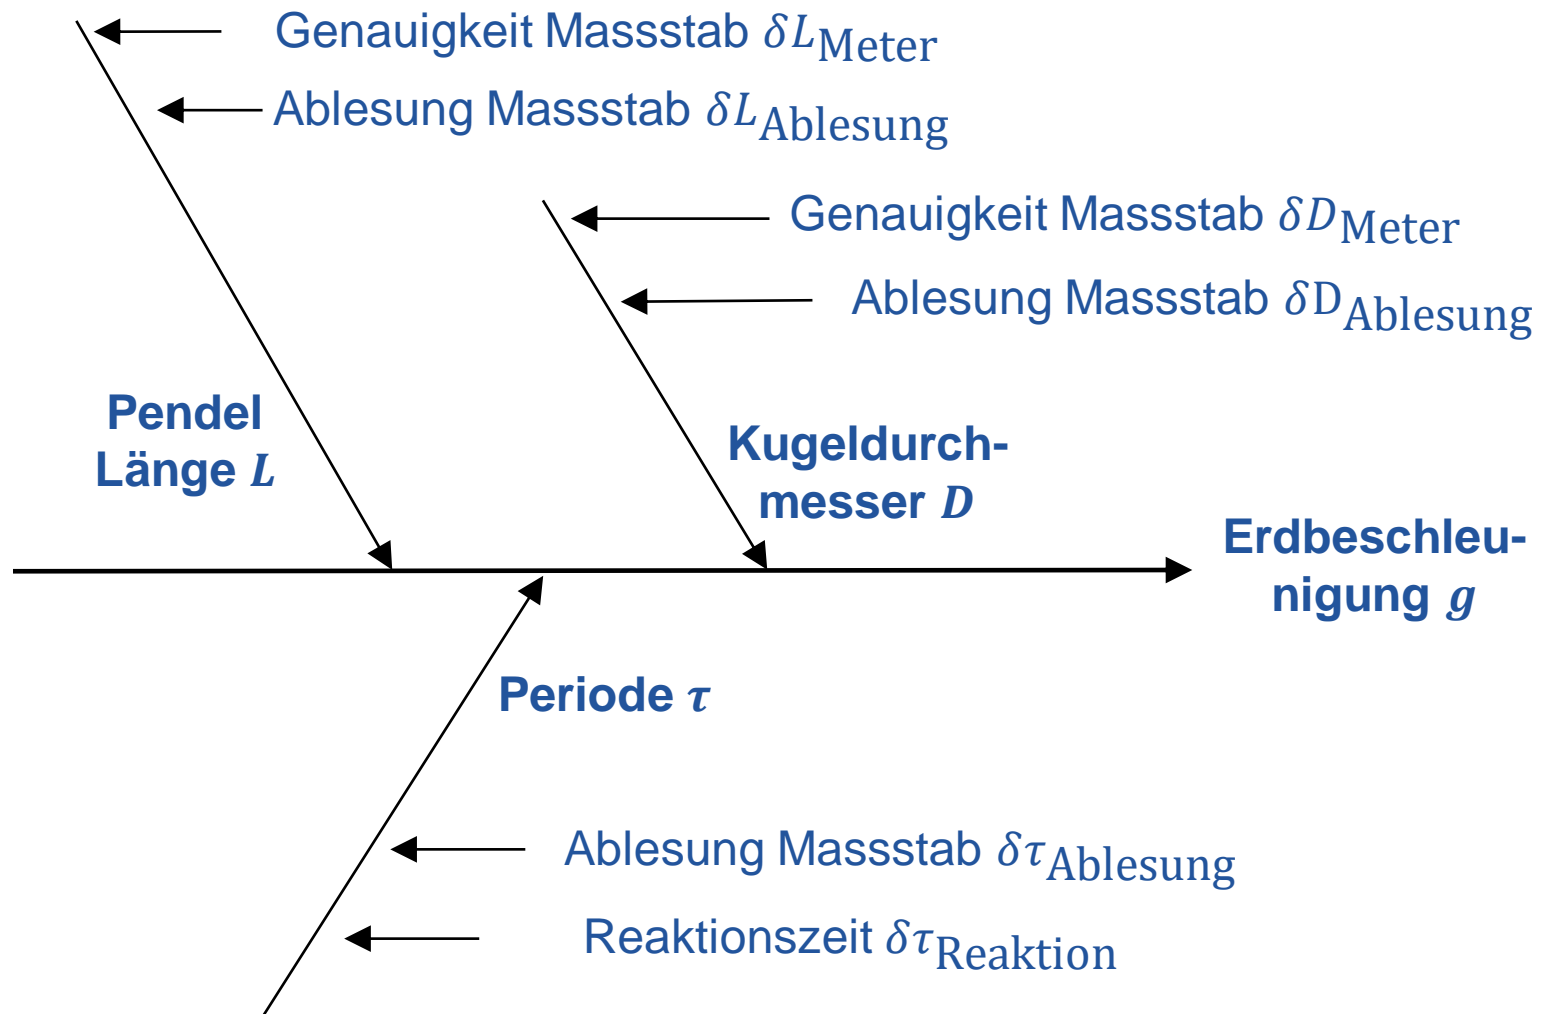 Genauigkeit Massstab δL_Meter
Ablesung Massstab δL_Ablesung
Genauigkeit Massstab δD_Meter
Ablesung Massstab δD_Ablesung
Pendel
Länge L
Kugeldurch-
messer D
Erdbeschleu-
nigung g
Periode τ
Ablesung Massstab δτ_Ablesung
Reaktionszeit δτ_Reaktion